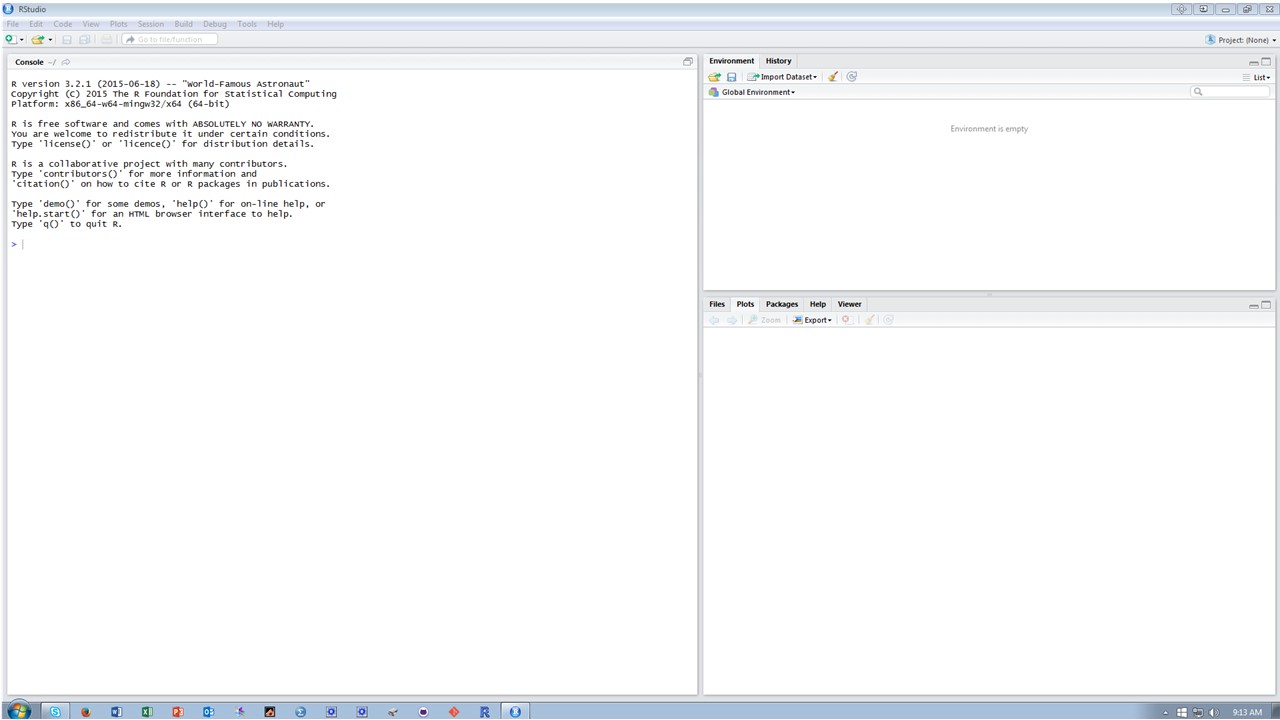 RStudio
File Edit Code View Plots Session Build Debug Tools Help
Go to file/function
Project: (None)
Console ~/
R version 3.2.1 (2015-06-18) -- "World-Famous Astronaut"
Copyright (C) 2015 The R Foundation for Statistical Computing
Platform: x86_64-w64-mingw32/x64 (64-bit)
R is free software and comes with ABSOLUTELY NO WARRANTY.
You are welcome to redistribute it under certain conditions.
Type 'license()' or 'licence()' for distribution details.
R is a collaborative project with many contributors.
Type 'contributors()' for more information and
'citation()' on how to cite R or R packages in publications.
Type 'demo()' for some demos, 'help()' for on-line help, or
'help.start()' for an HTML browser interface to help.
Type 'q()' to quit R.
>
Environment History
Import Dataset
List
Global Environment
Environment is empty
Files Plots Packages Help Viewer
Zoom Export
9:13 AM